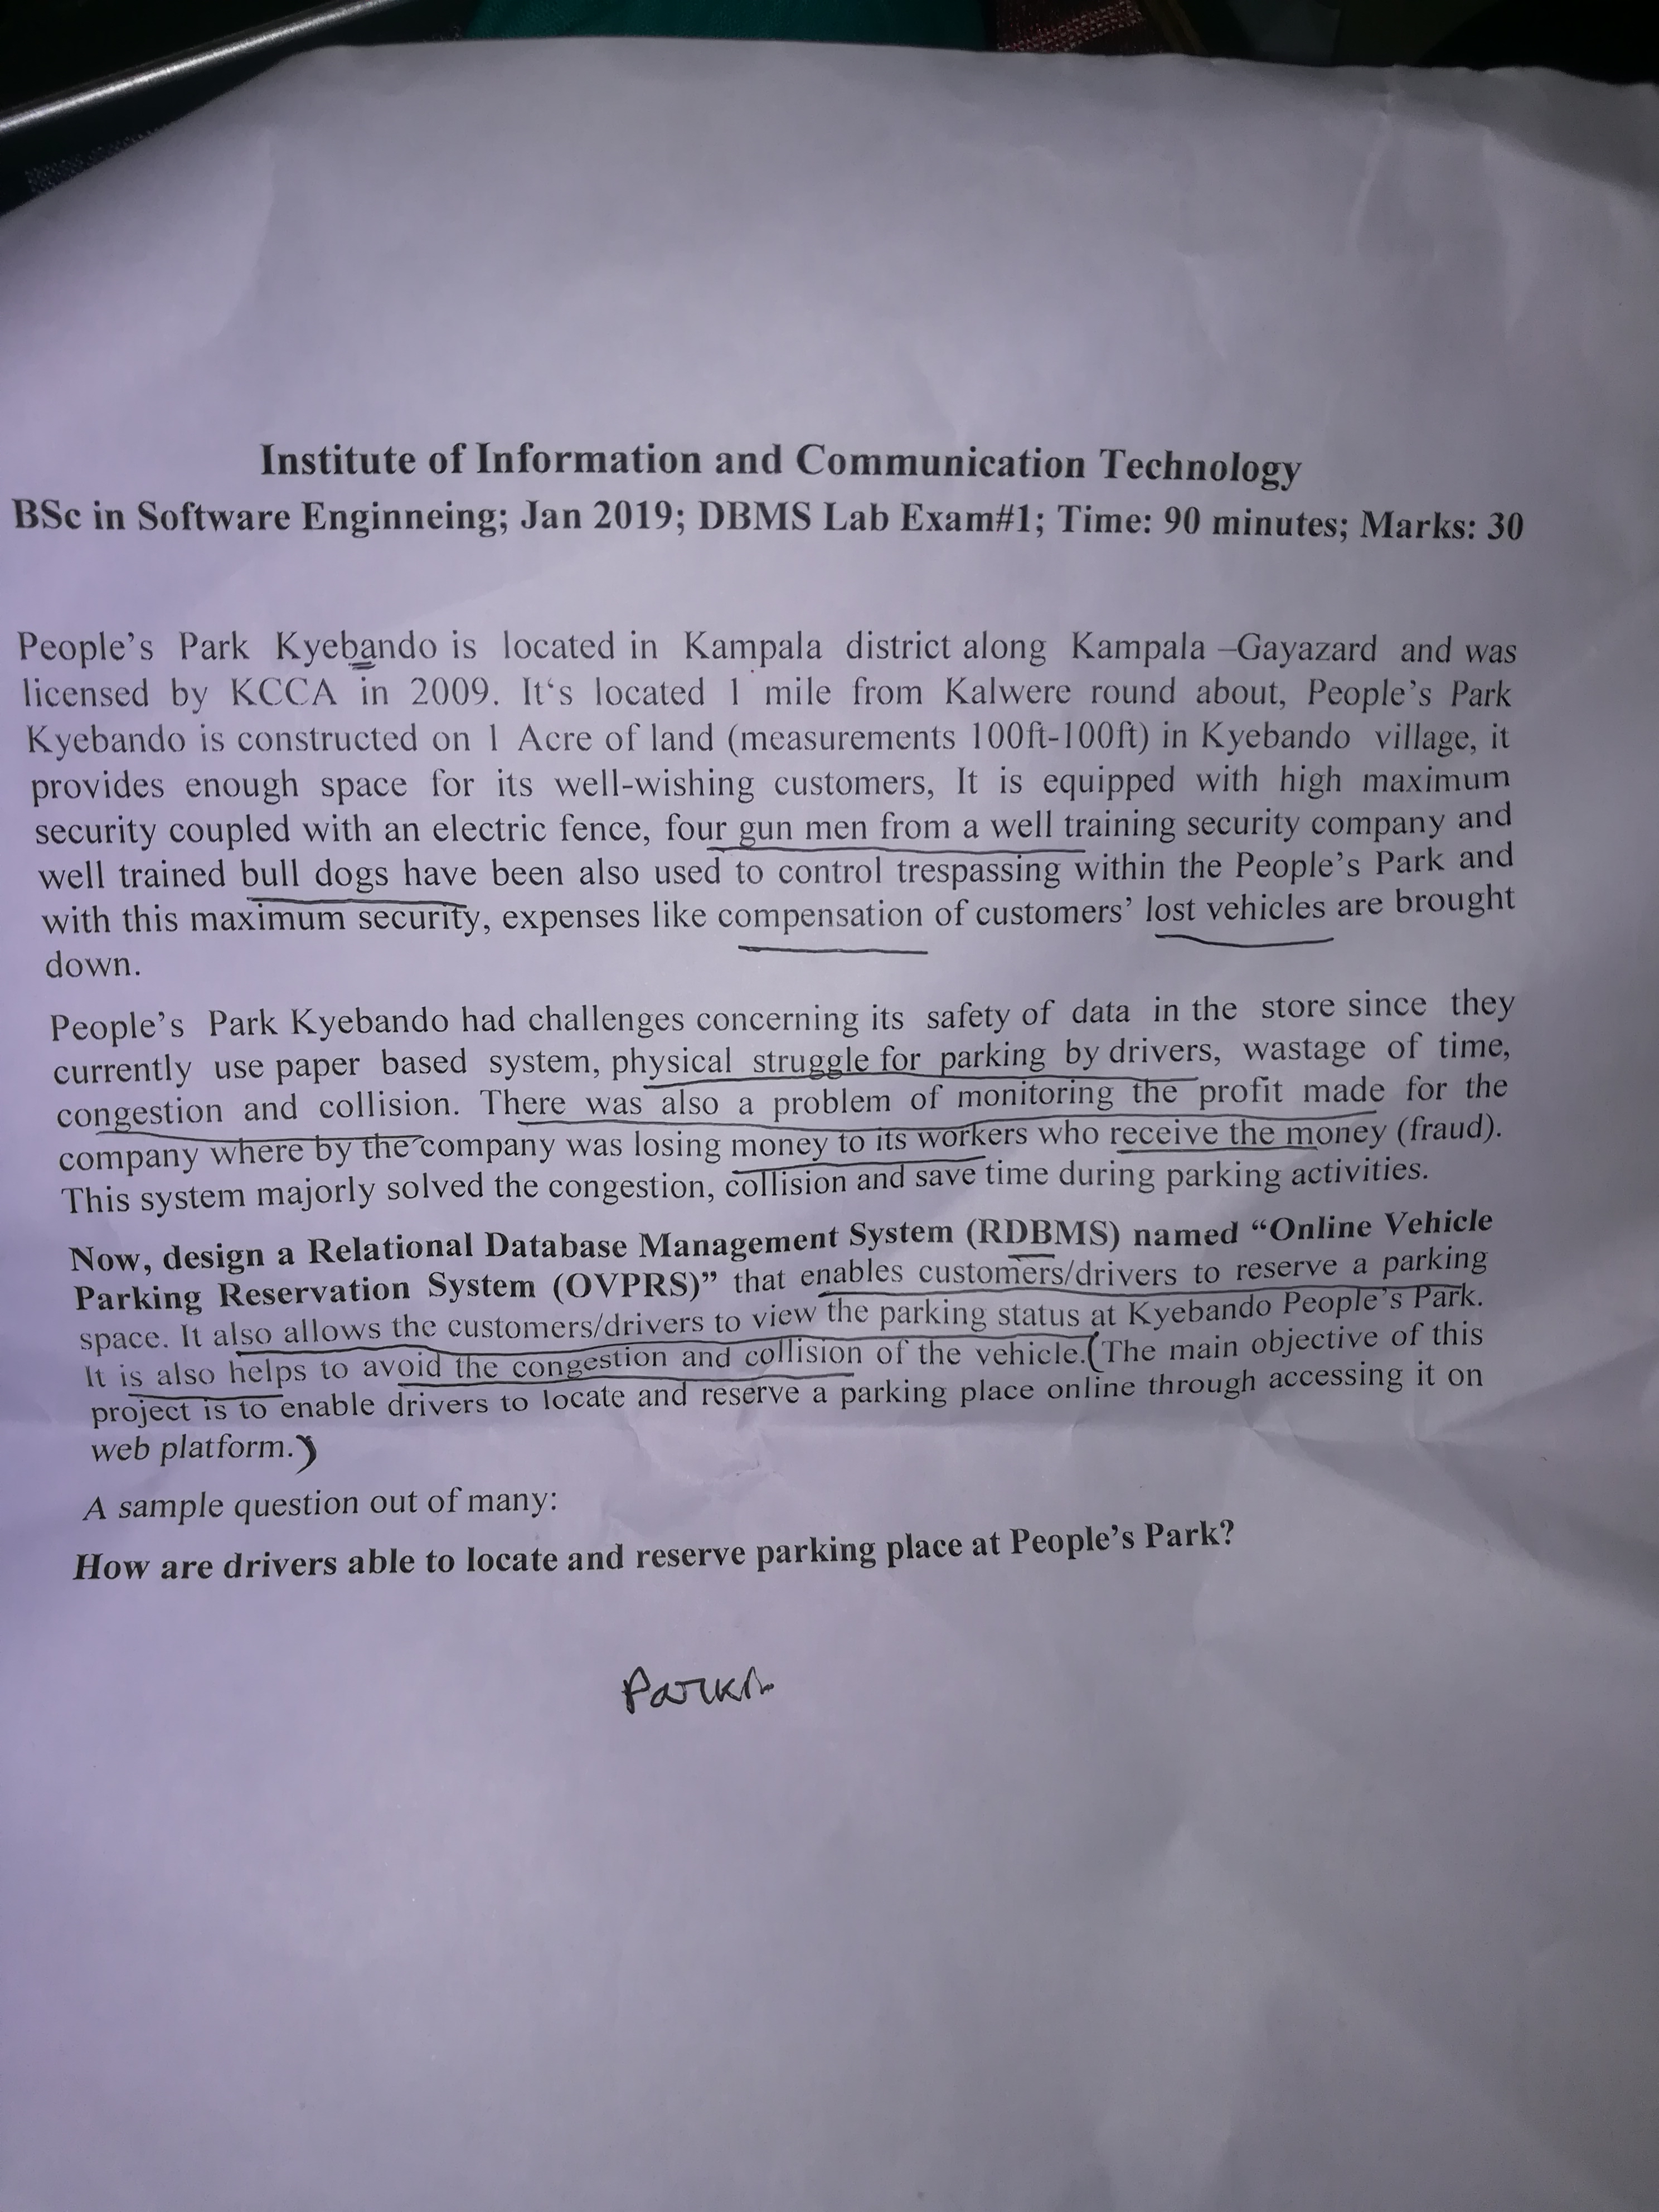 Institute of Information and Communication Technology
BSc in Software Enginneing; Jan 2019; DBMS Lab Exam#1; Time: 90 minutes; Marks: 30
People's Park Kyebando is located in Kampala district along Kampala –Gayazard and was
licensed by KCCA in 2009. It‘s located 1 mile from Kalwere round about, People's Park
Kyebando is constructed on 1 Acre of land (measurements 100ft-100ft) in Kyebando village, it
provides enough space for its well-wishing customers, It is equipped with high maximum
security coupled with an electric fence, four gun men from a well training security company and
well trained bull dogs have been also used to control trespassing within the People's Park and
with this maximum security, expenses like compensation of customers' lost vehicles are brought
down.
People's Park Kyebando had challenges concerning its safety of data in the store since they
currently use paper based system, physical struggle for parking by drivers, wastage of time,
congestion and collision. There was also a problem of monitoring the profit made for the
company where by the company was losing money to its workers who receive the money (fraud).
This system majorly solved the congestion, collision and save time during parking activities.
Now, design a Relational Database Management System (RDBMS) named “Online Vehicle
Parking Reservation System (OVPRS)” that enables customers/drivers to reserve a parking
space. It also allows the customers/drivers to view the parking status at Kyebando People's Park.
It is also helps to avoid the congestion and collision of the vehicle.(The main objective of this
project is to enable drivers to locate and reserve a parking place online through accessing it on
web platform.)
A sample question out of many:
How are drivers able to locate and reserve parking place at People's Park?